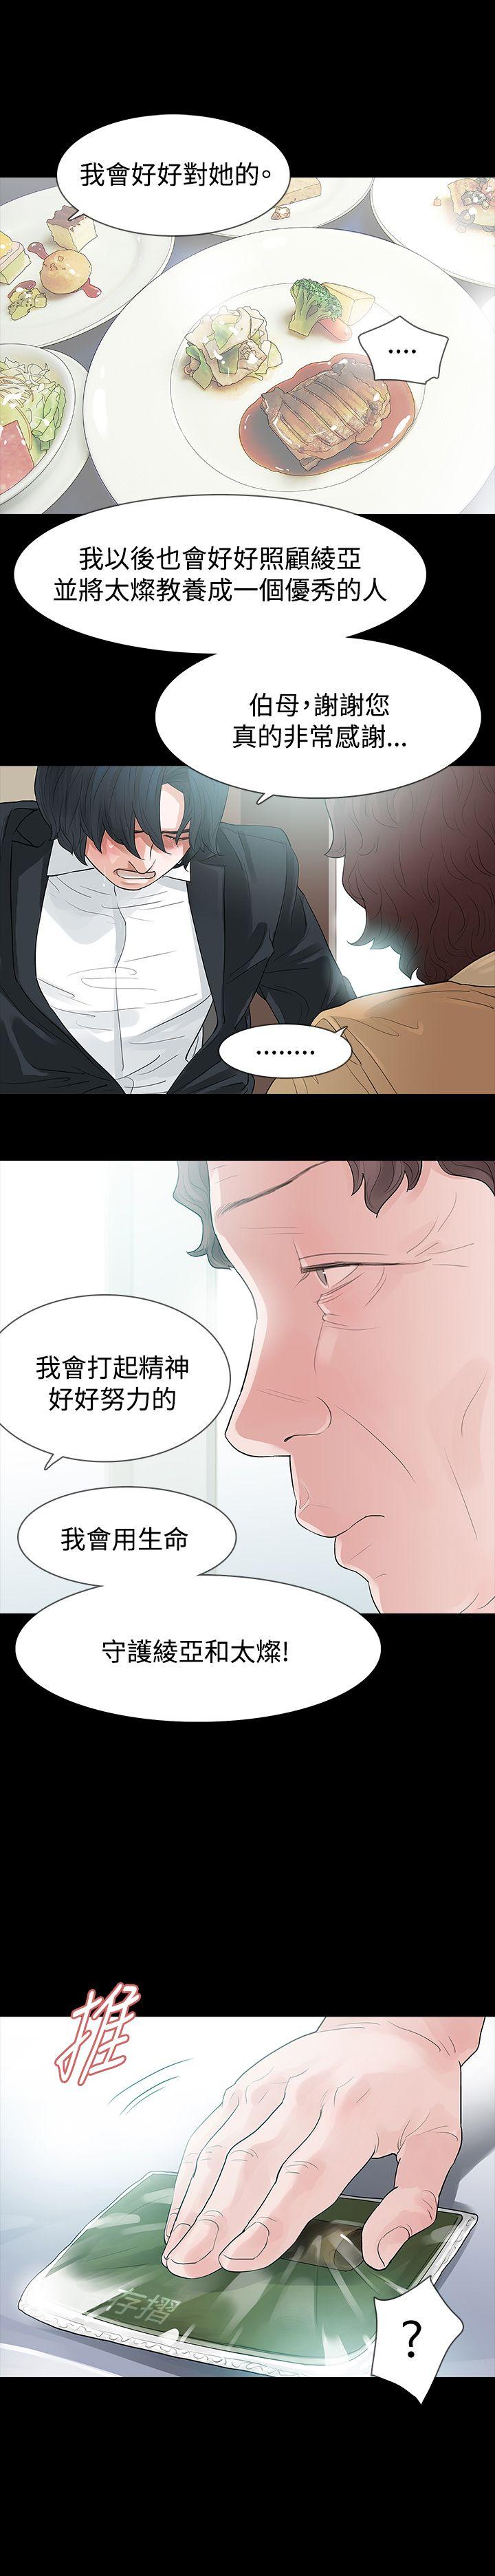 我會好好對她的。
....
我以後也會好好照顧綾亞
並將太燦教養成一個優秀的人
伯母,謝謝您
真的非常感謝...
........
我會打起精神
好好努力的
我會用生命
守護綾亞和太燦!
推
存摺
?